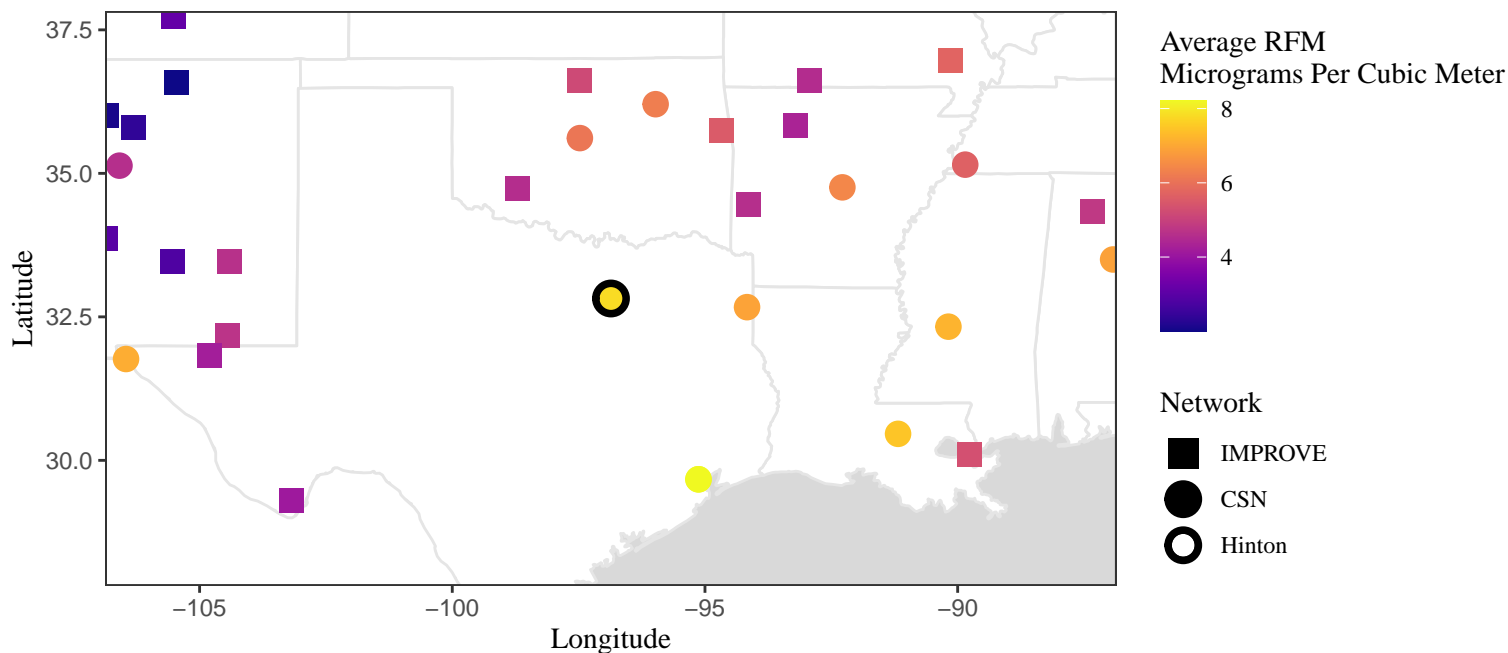 37.5
35.0
32.5
30.0
Latitude
−105
−100
−95
−90
Longitude
Average RFM
Micrograms Per Cubic Meter
8
6
4
Network
IMPROVE
CSN
Hinton